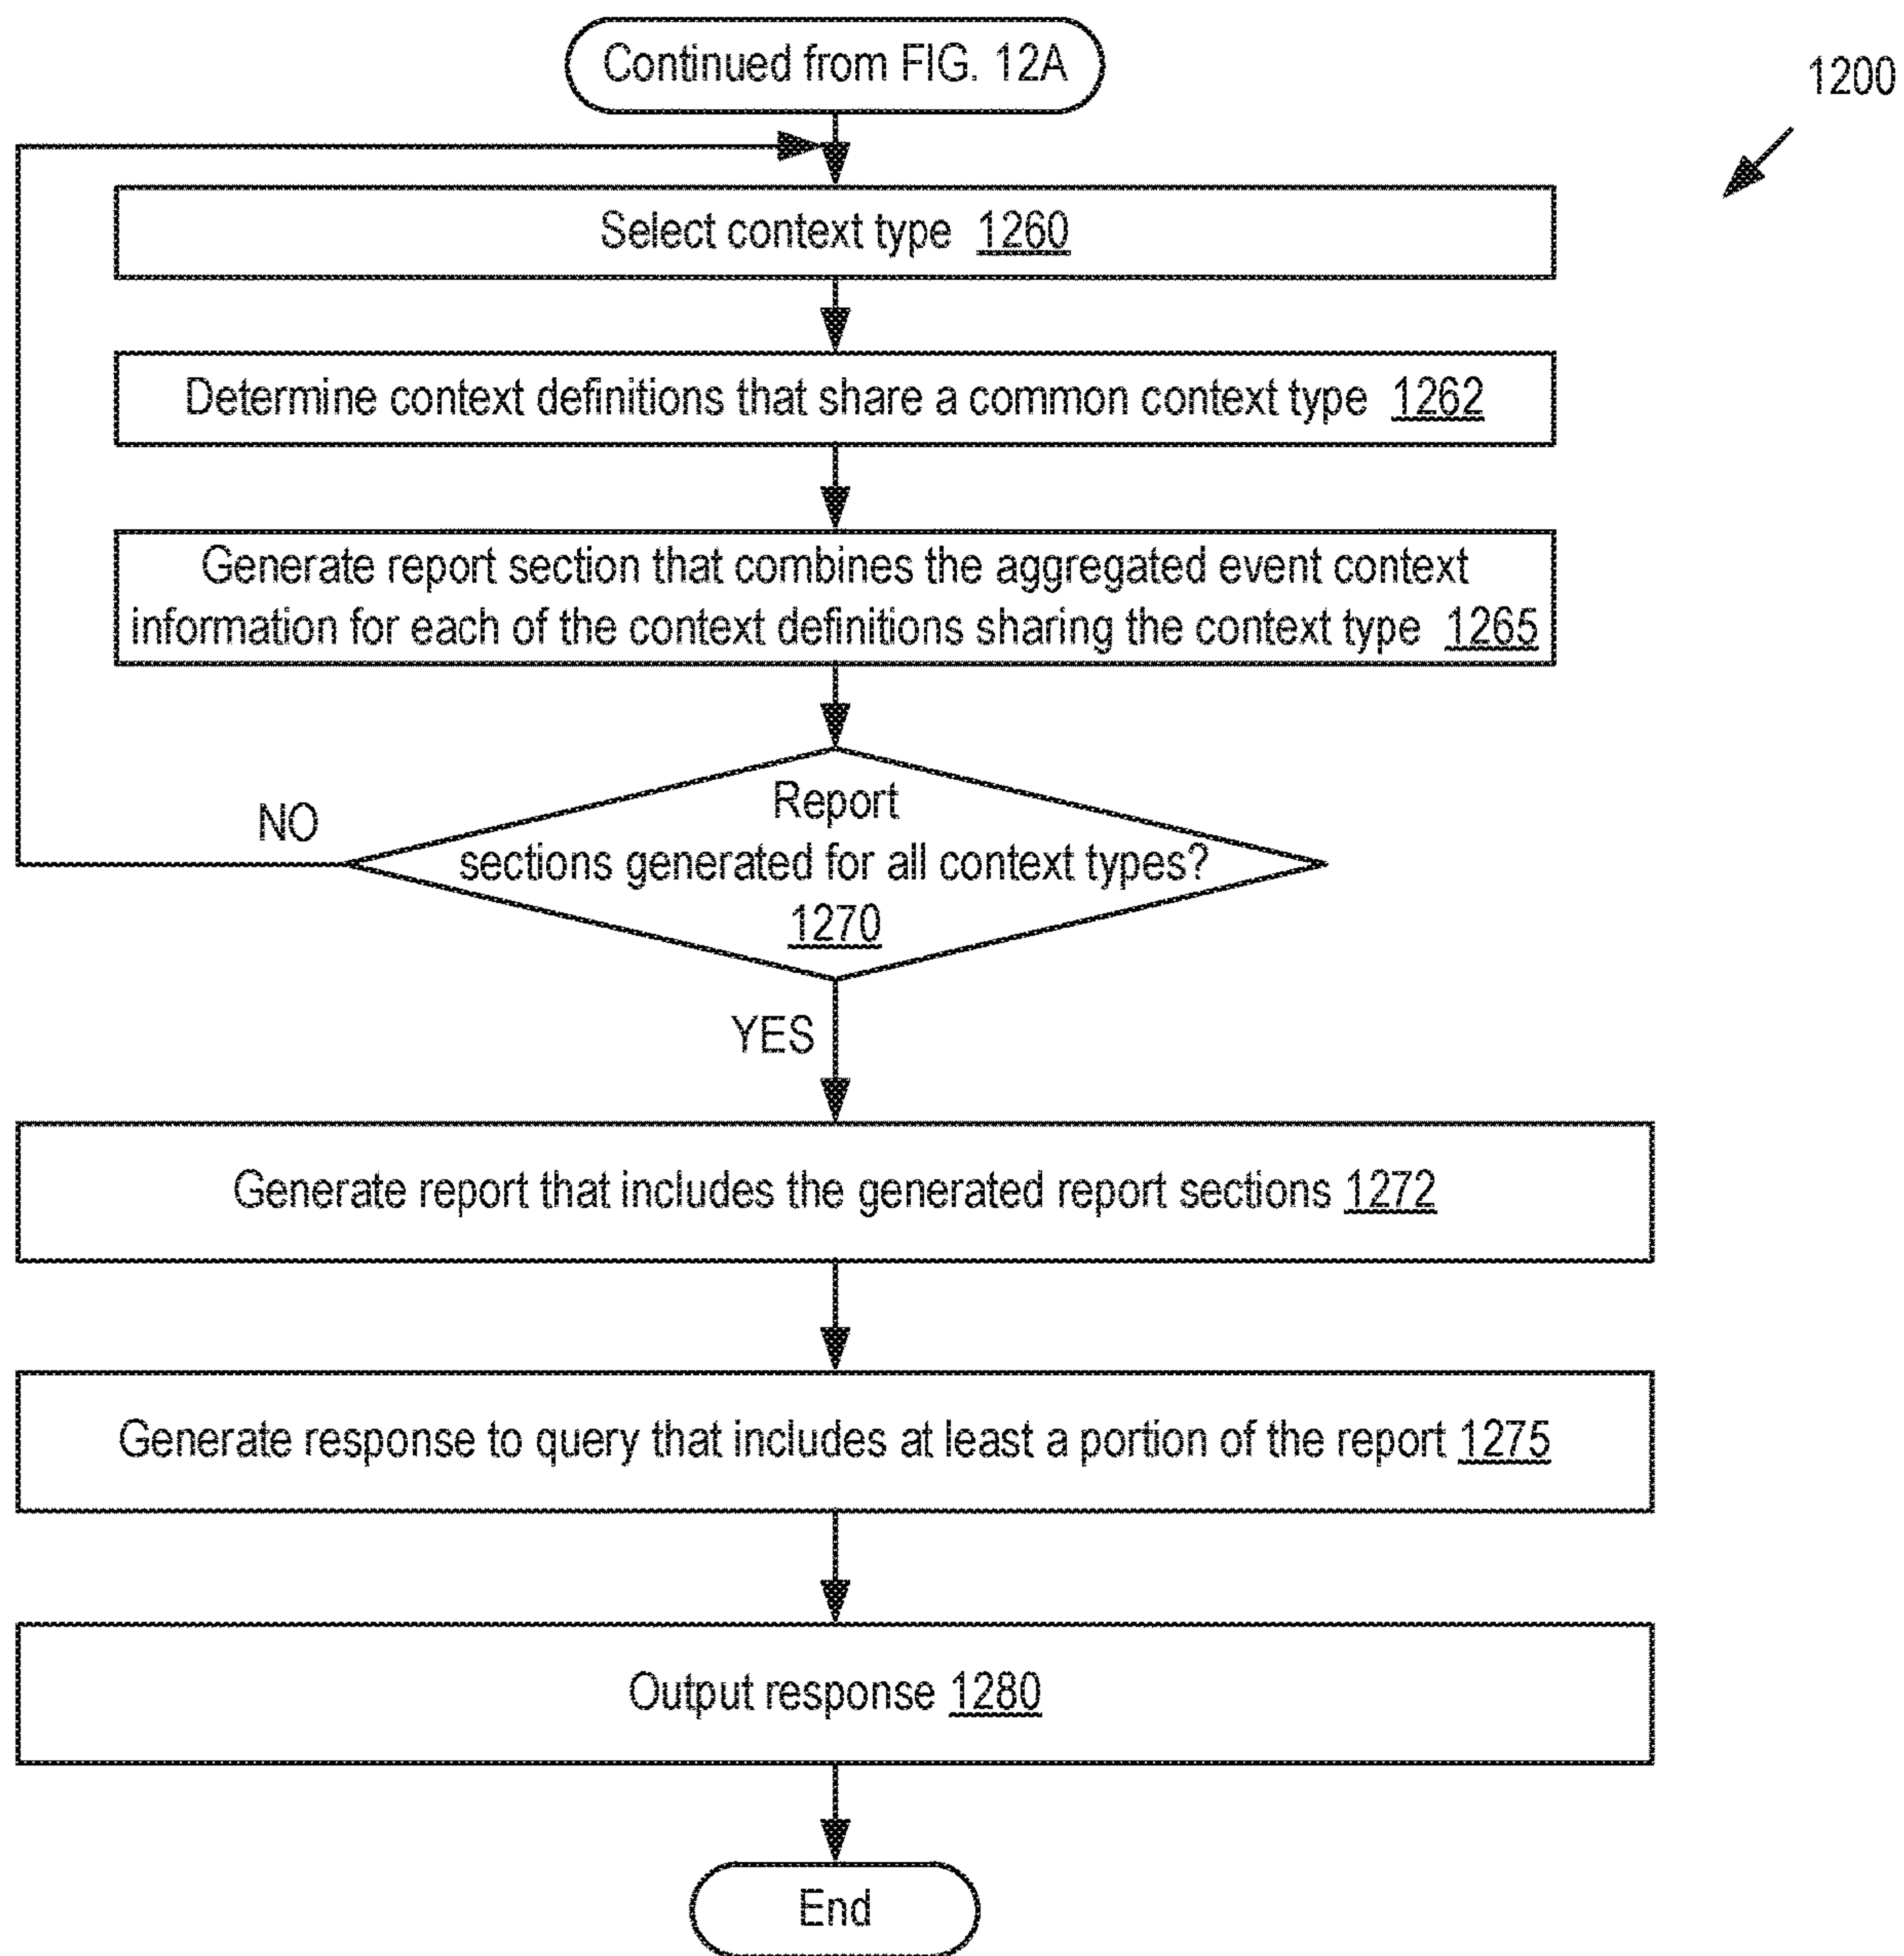 Continued from FIG. 12A
1200
Select context type 1260
Determine context definitions that share a common context type 1262
Generate report section that combines the aggregated event context
information for each of the context definitions sharing the context type 1265
Report
sections generated for all context types?
1270
NO
YES
Generate report that includes the generated report sections 1272
Generate response to query that includes at least a portion of the report 1275
Output response 1280
End